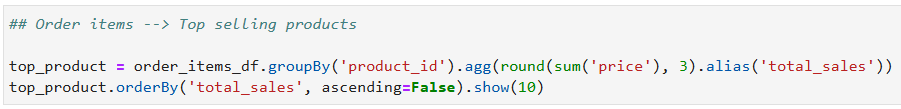 ## Order items --> Top selling products
top_product = order_items_df.groupBy('product_id').agg(round(sum('price'), 3).alias('total_sales'))
top_product.orderBy('total_sales', ascending=False).show(10)